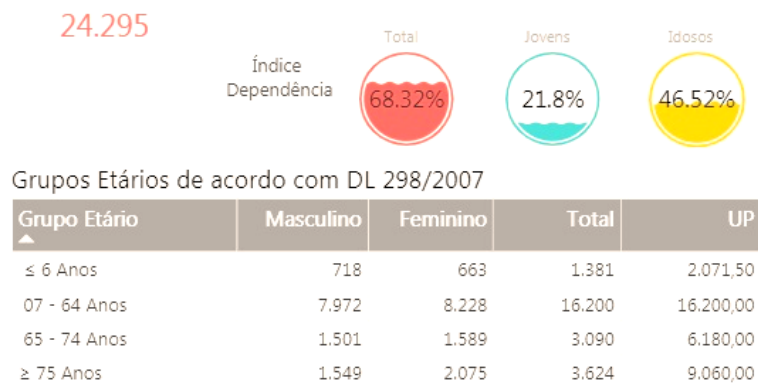 24.295
Total Jovens Idosos
Índice
Dependência
68.32% 21.8% 46.52%
Grupos Etários de acordo com DL 298/2007
Grupo Etário Masculino Feminino Total UP
≤ 6 Anos 718 663 1.381 2.071,50
07 - 64 Anos 7.972 8.228 16.200 16.200,00
65 - 74 Anos 1.501 1.589 3.090 6.180,00
≥ 75 Anos 1.549 2.075 3.624 9.060,00